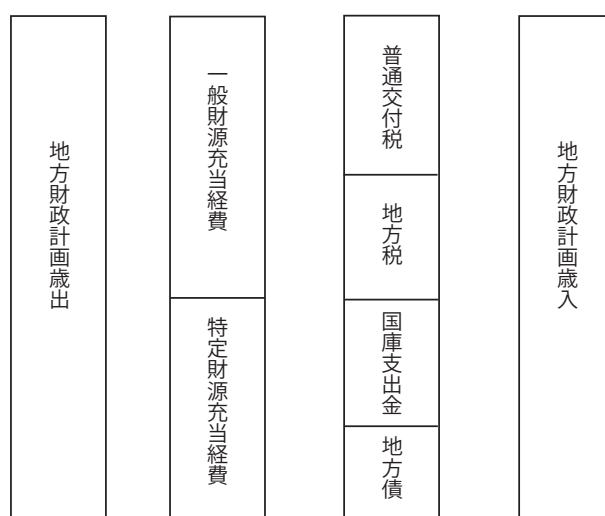 地方財政計画歳出
一般財源充当経費
特定財源充当経費
普通交付税
地方税
国庫支出金
地方債
地方財政計画歳入